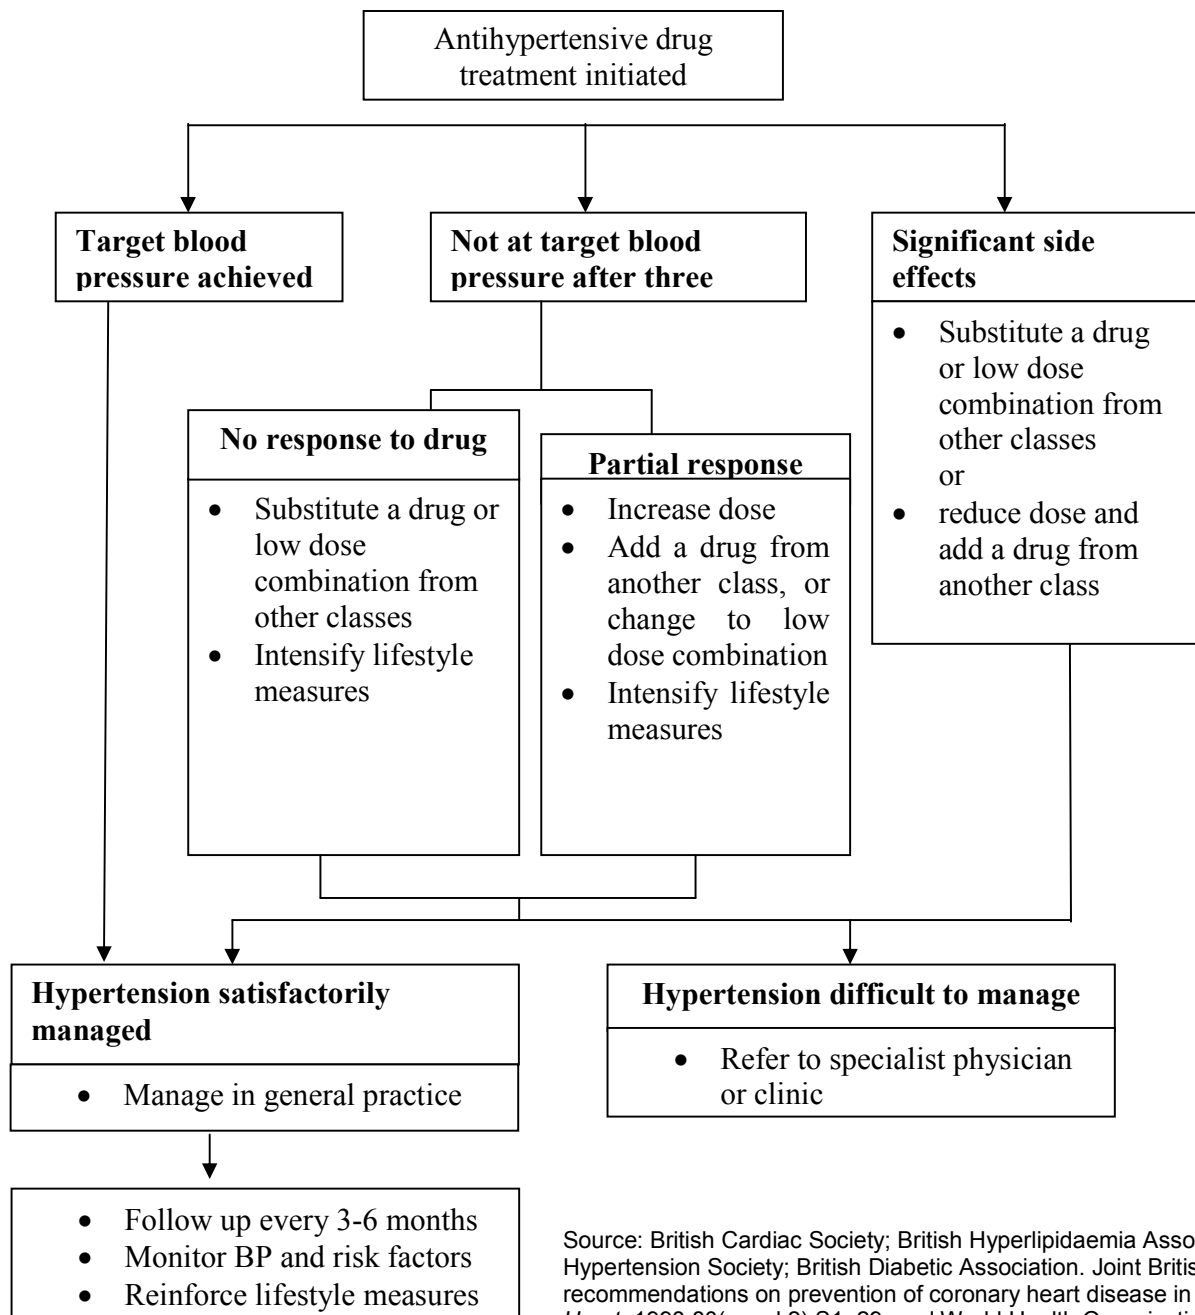 Antihypertensive drug
treatment initiated
Target blood
pressure achieved
Not at target blood
pressure after three
Significant side
effects
• Substitute a drug
or low dose
combination from
other classes
or
• reduce dose and
add a drug from
another class
No response to drug
• Substitute a drug or
low dose
combination from
other classes
• Intensify lifestyle
measures
Partial response
• Increase dose
• Add a drug from
another class, or
change to low
dose combination
• Intensify lifestyle
measures
Hypertension satisfactorily
managed
• Manage in general practice
Hypertension difficult to manage
• Refer to specialist physician
or clinic
• Follow up every 3-6 months
• Monitor BP and risk factors
• Reinforce lifestyle measures
Source: British Cardiac Society; British Hyperlipidaemia Asso
Hypertension Society; British Diabetic Association. Joint Britis
recommendations on prevention of coronary heart disease in